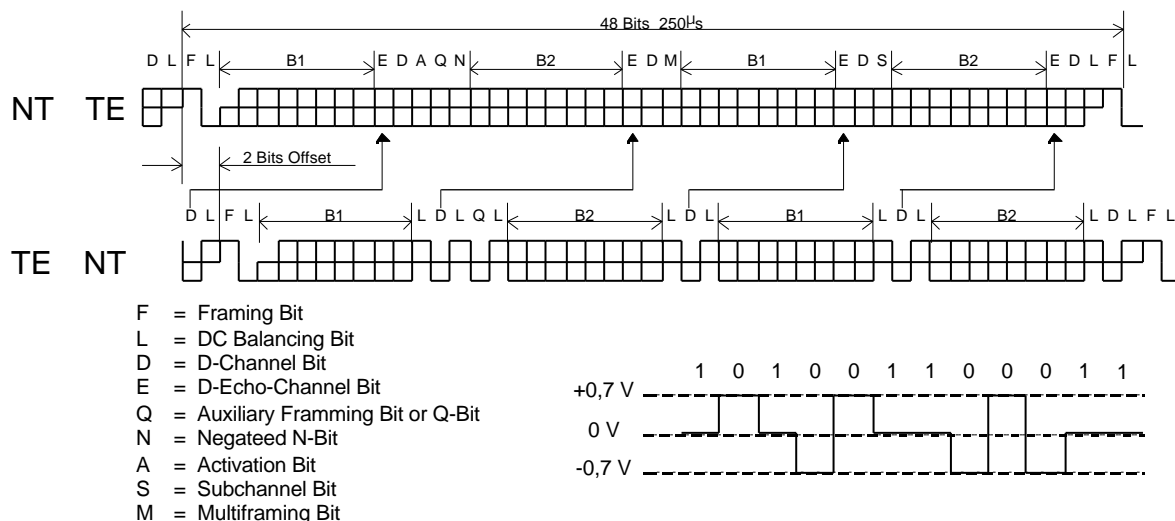 48 Bits 250µs
D L F L B1 E D A Q N B2 E D M B1 E D S B2 E D L F L
NT TE
2 Bits Offset
D L F L B1 L D L Q L B2 L D L B1 L D L B2 L D L F L
TE NT
F = Framing Bit
L = DC Balancing Bit
D = D-Channel Bit
E = D-Echo-Channel Bit
Q = Auxiliary Framming Bit or Q-Bit
N = Negateed N-Bit
A = Activation Bit
S = Subchannel Bit
M = Multiframing Bit
1 0 1 0 0 1 1 0 0 0 1 1
+0,7 V
0 V
-0,7 V